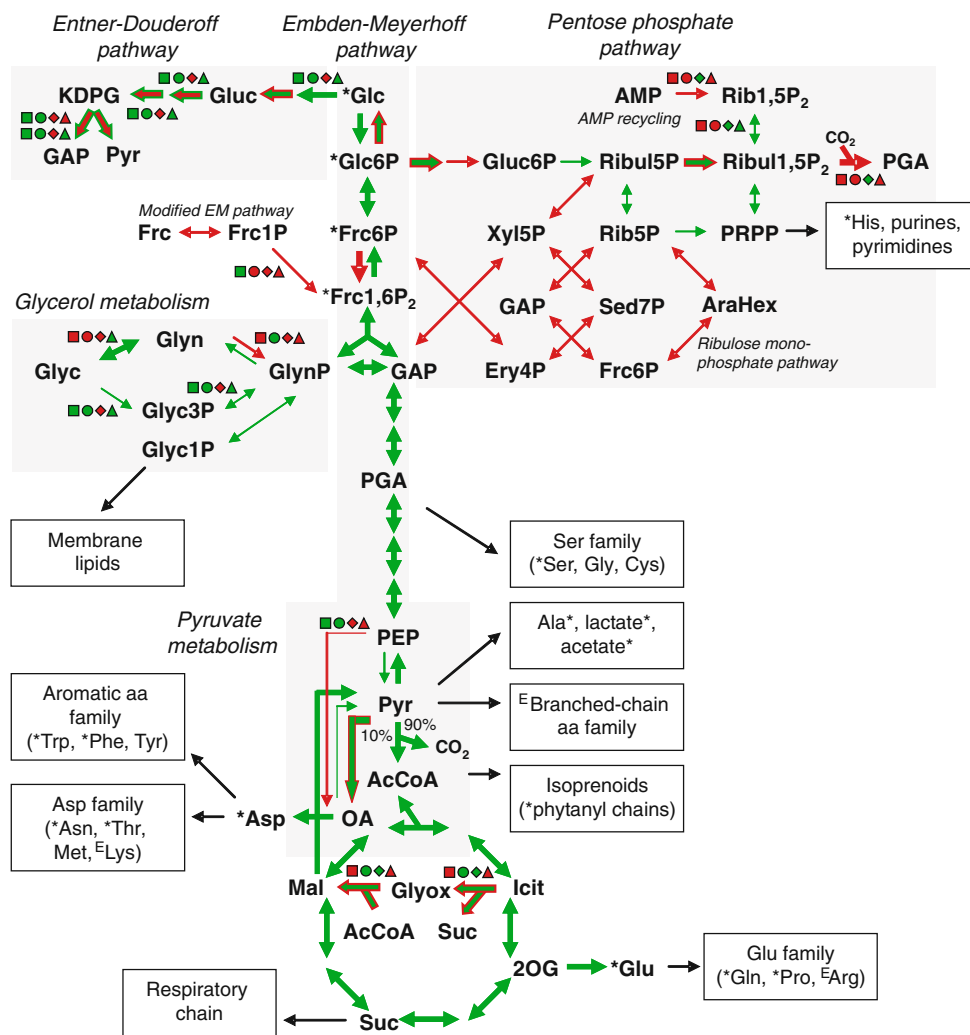 Entner-Douderoff
pathway
Embden-Meyerhoff
pathway
Pentose phosphate
pathway
KDPG
Gluc
*Glc
AMP
Rib1,5P2
AMP recycling
GAP
Pyr
*Glc6P
Gluc6P
Ribul5P
Ribul1,5P2
CO2
PGA
Modified EM pathway
Frc
Frc1P
*Frc6P
Xyl5P
Rib5P
PRPP
*His, purines,
pyrimidines
*Frc1,6P2
GAP
Sed7P
AraHex
Glycerol metabolism
Glyn
Ribulose mono-
phosphate pathway
Glyc
GlynP
GAP
Ery4P
Frc6P
Glyc3P
Glyc1P
PGA
Membrane
lipids
Ser family
(*Ser, Gly, Cys)
Pyruvate
metabolism
PEP
Ala*, lactate*,
acetate*
Aromatic aa
family
(*Trp, *Phe, Tyr)
Pyr
EBranched-chain
aa family
10%
90%
CO2
AcCoA
Isoprenoids
(*phytanyl chains)
Asp family
(*Asn, *Thr,
Met,ELys)
*Asp
OA
Mal
Glyox
Icit
AcCoA
Suc
2OG
*Glu
Glu family
(*Gln, *Pro, EArg)
Respiratory
chain
Suc